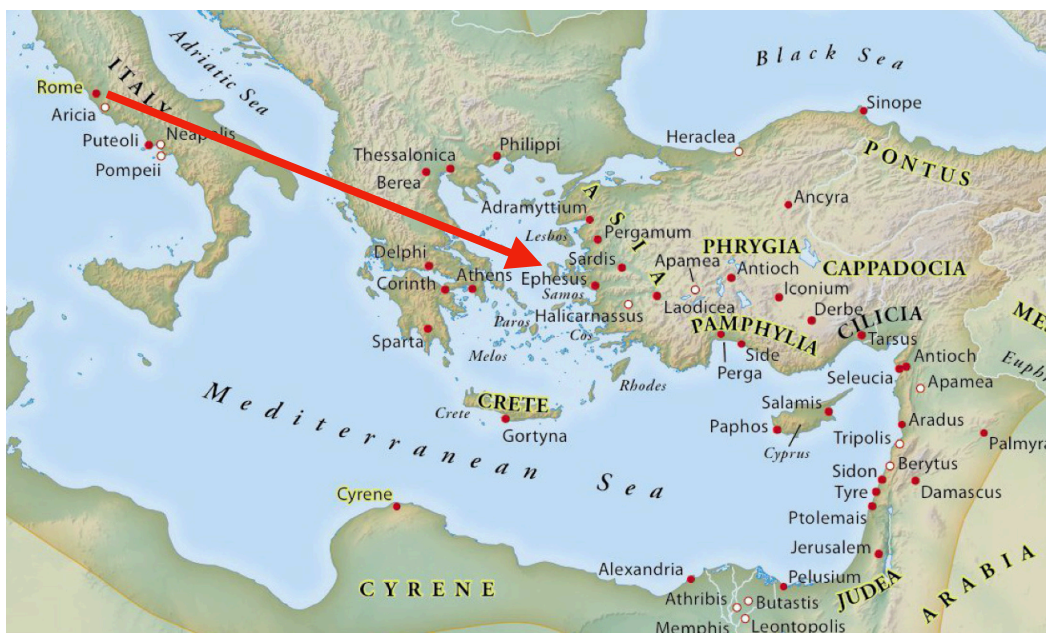 Black Sea
Adriatic Sea
ITALY
Rome
Aricia
Puteoli
Neapolis
Pompeii
Sinope
Heraclea
PONTUS
Philippi
Thessalonica
Berea
Ancyra
ASIA
Adramyttium
Lesbos
Pergamum
PHRYGIA
Delphi
Sardis
Apamea
Antioch
CAPPADOCIA
Athens
Ephesus
Corinth
Samos
Iconium
Halicarnassus
Laodicea
Derbe
CILICIA
Paros
Cos
PAMPHYLIA
Tarsus
Sparta
Side
Melos
Perga
Antioch
Euph
Rhodes
Seleucia
Apamea
Mediterranean Sea
Crete
CRETE
Gortyna
Salamis
Paphos
Cyprus
Aradus
Tripolis
Palmyra
Berytus
Sidon
Cyrene
Tyre
Damascus
Ptolemais
Jerusalem
Alexandria
Pelusium
CYRENE
JUDEA
ARABIA
Athribis
Butastis
Memphis
Leontopolis
ME